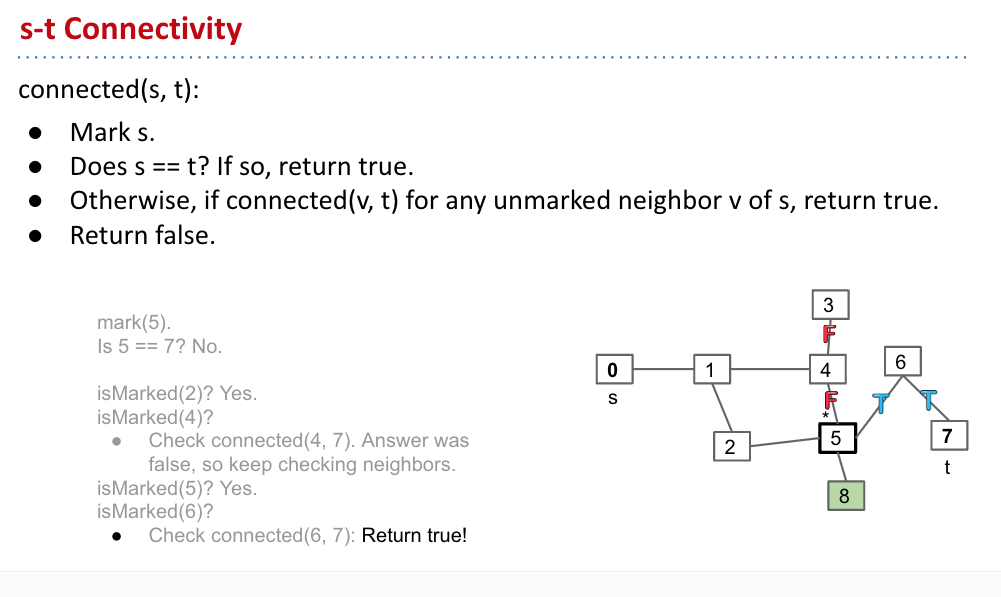 s-t Connectivity
connected(s, t):
● Mark s.
● Does s == t? If so, return true.
● Otherwise, if connected(v, t) for any unmarked neighbor v of s, return true.
● Return false.
mark(5).
Is 5 == 7? No.
isMarked(2)? Yes.
isMarked(4)?
● Check connected(4, 7). Answer was
false, so keep checking neighbors.
isMarked(5)? Yes.
isMarked(6)?
● Check connected(6, 7): Return true!
3
F
0 1 4 6
s
F T T
*
2 5 7
t
8